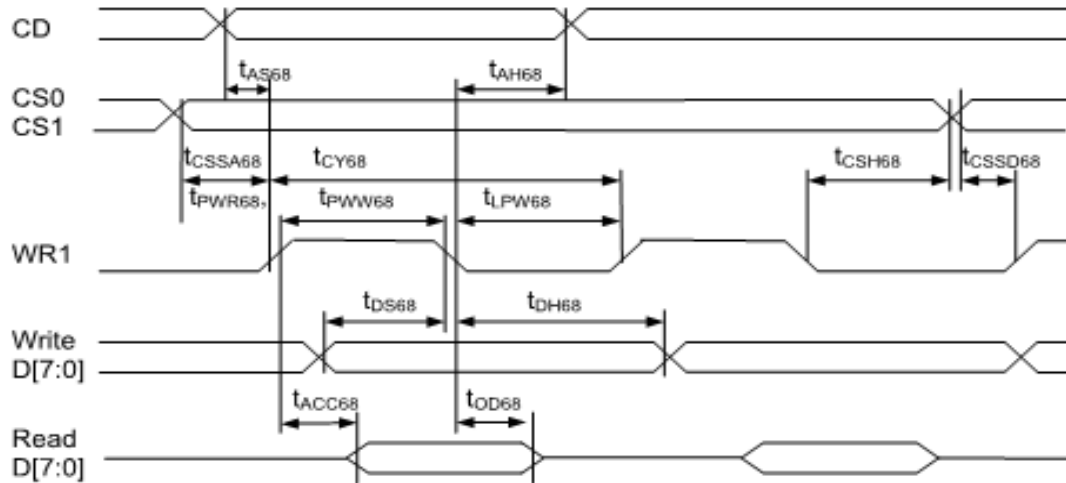 CD
tAS68 tAH68
CS0
CS1
tCSSA68 tCY68 tCSH68 tCSSD68
tPWR68, tPWW68 tLPW68
WR1
tDS68 tDH68
Write
D[7:0]
tACC68 tOD68
Read
D[7:0]